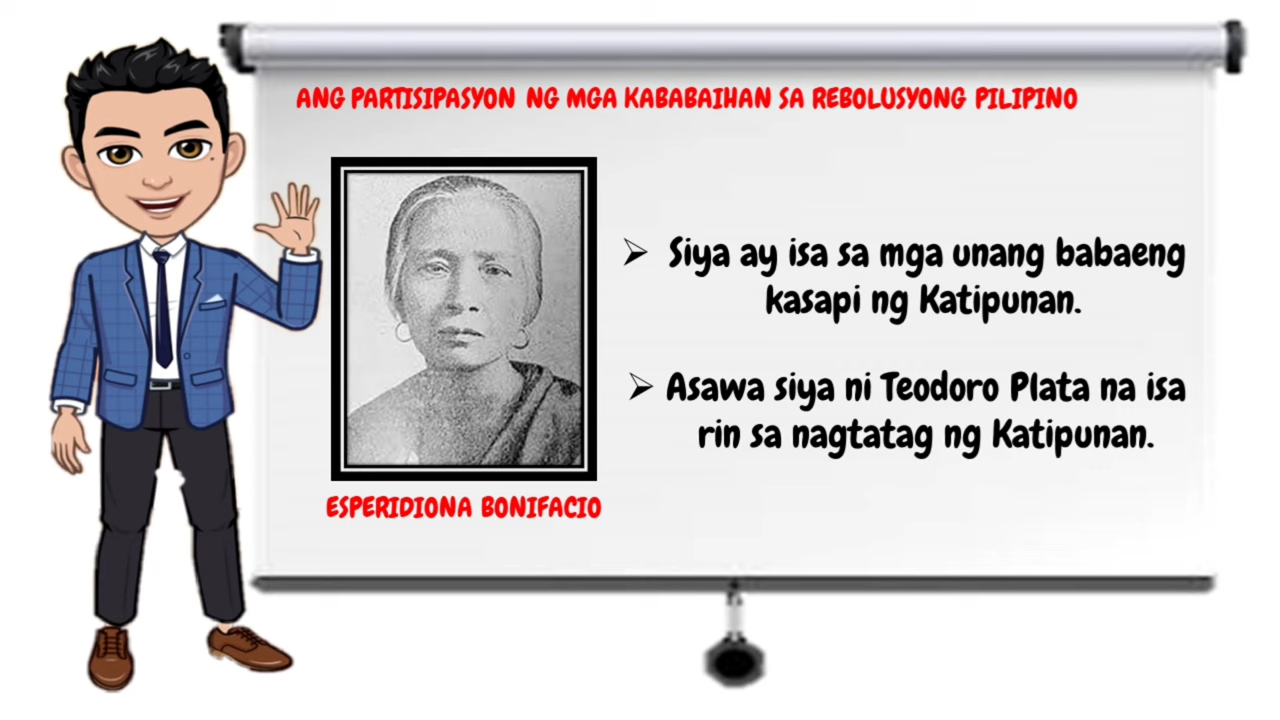 ANG PARTISIPASYON NG MGA KABABAIHAN SA REBOLUSYONG PILIPINO
➢ Siya ay isa sa mga unang babaeng
kasapi ng Katipunan.
➢ Asawa siya ni Teodoro Plata na isa
rin sa nagtatag ng Katipunan.
ESPERIDIONA BONIFACIO